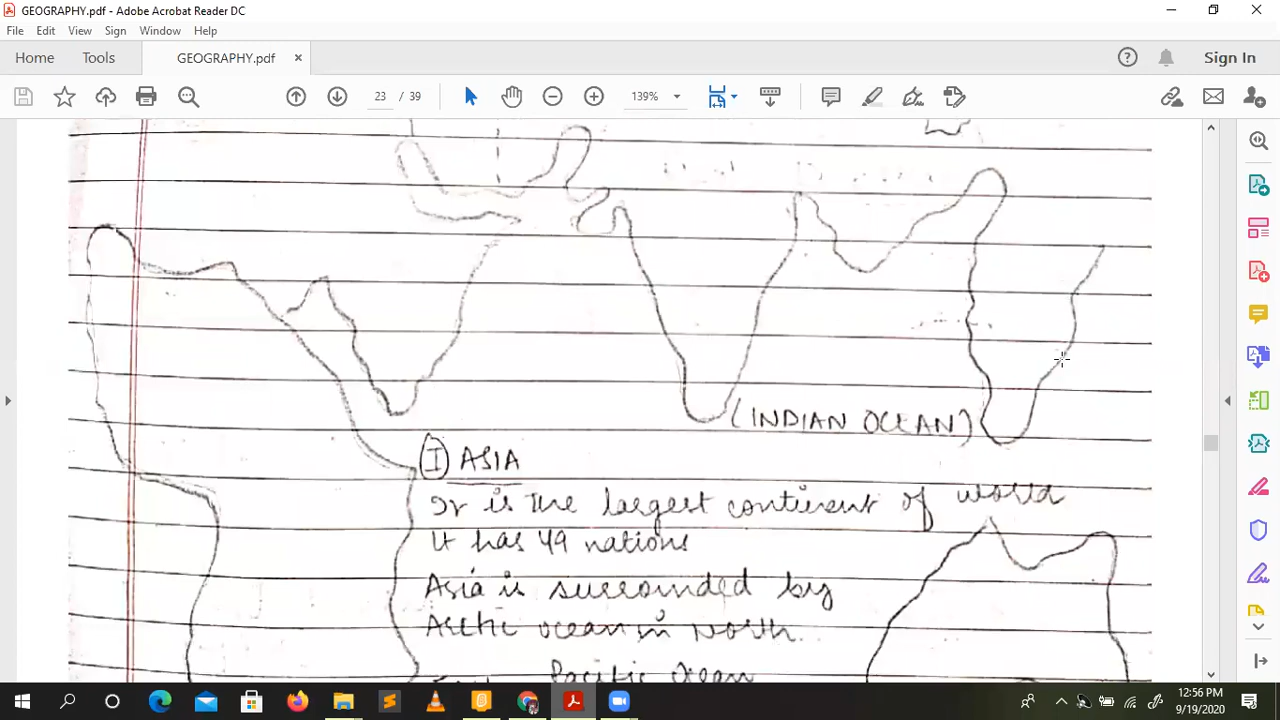 GEOGRAPHY.pdf - Adobe Acrobat Reader DC
File Edit View Sign Window Help
Home Tools GEOGRAPHY.pdf × Sign In
23 / 39 139%
(INDIAN OCEAN)
(I) ASIA
It is the largest continent of world
It has 49 nations
Asia is surrounded by
Arctic ocean in North.
Pacific Ocean
12:56 PM
9/19/2020